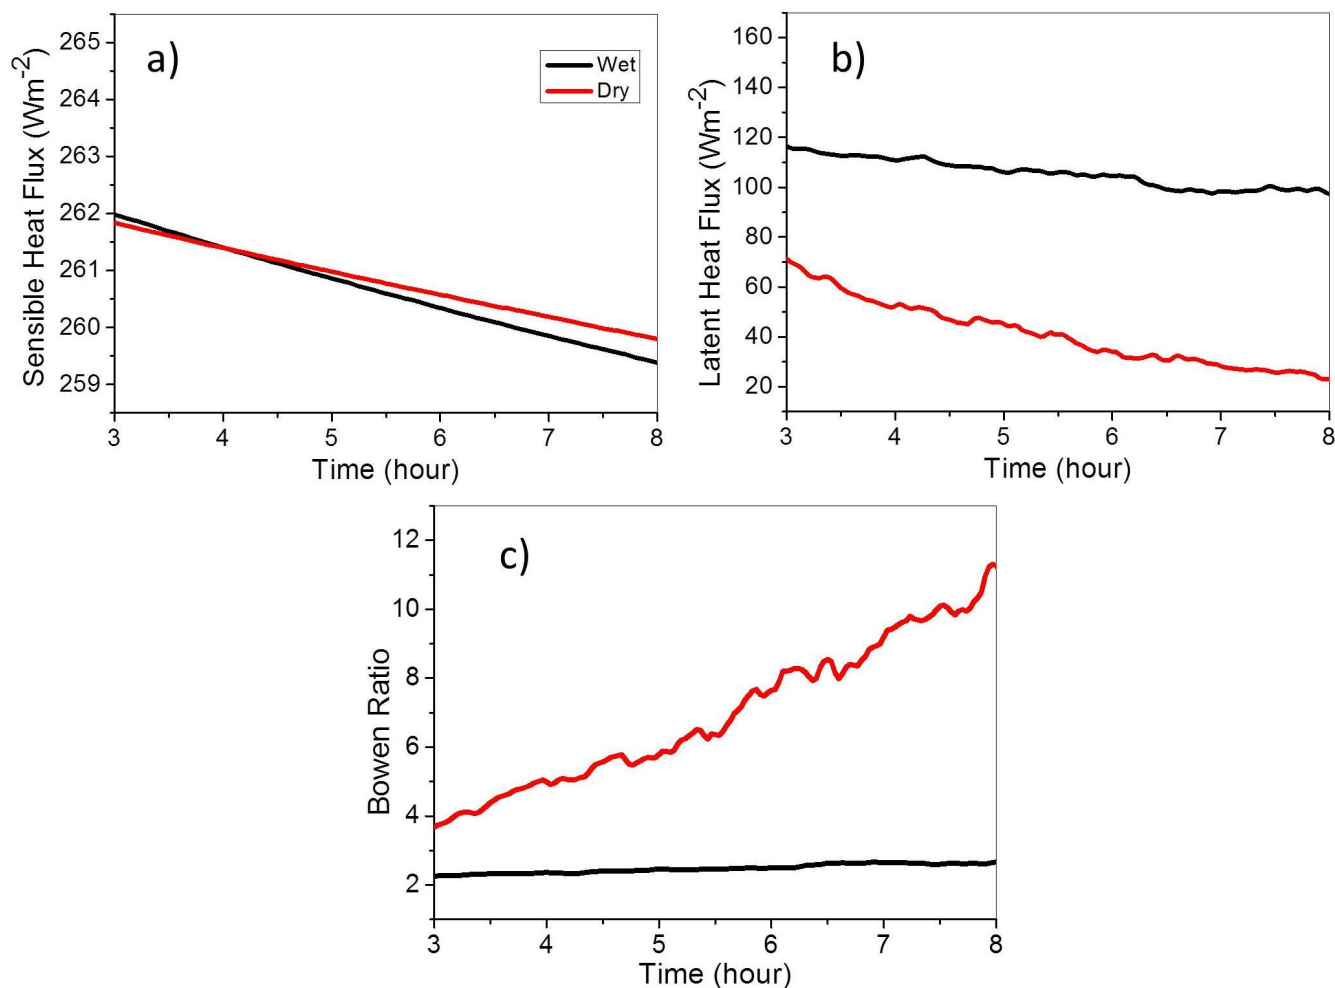 a)
Wet
Dry
Sensible Heat Flux (Wm⁻²)
265
264
263
262
261
260
259
3 4 5 6 7 8
Time (hour)
b)
Latent Heat Flux (Wm⁻²)
160
140
120
100
80
60
40
20
3 4 5 6 7 8
Time (hour)
c)
Bowen Ratio
12
10
8
6
4
2
3 4 5 6 7 8
Time (hour)